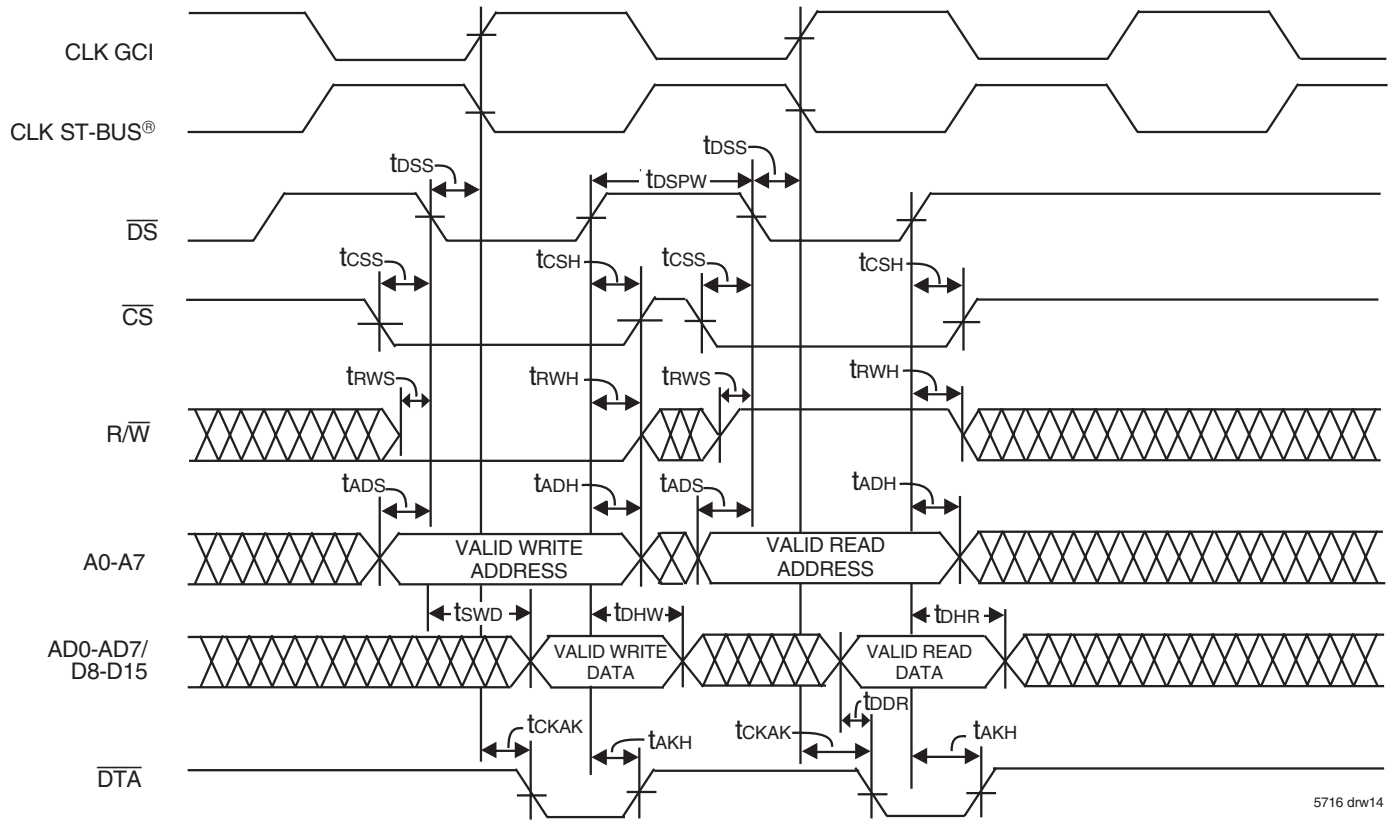 CLK GCI
CLK ST-BUS®
tDSS
tDSPW
tDSS
DS
tCSS
tCSH
tCSS
tCSH
CS
tRWS
tRWH
tRWS
tRWH
R/W
tADS
tADH
tADS
tADH
A0-A7
VALID WRITE
ADDRESS
VALID READ
ADDRESS
tSWD
tDHW
tDHR
AD0-AD7/
D8-D15
VALID WRITE
DATA
VALID READ
DATA
tDDR
tCKAK
tAKH
tCKAK
tAKH
DTA
5716 drw14